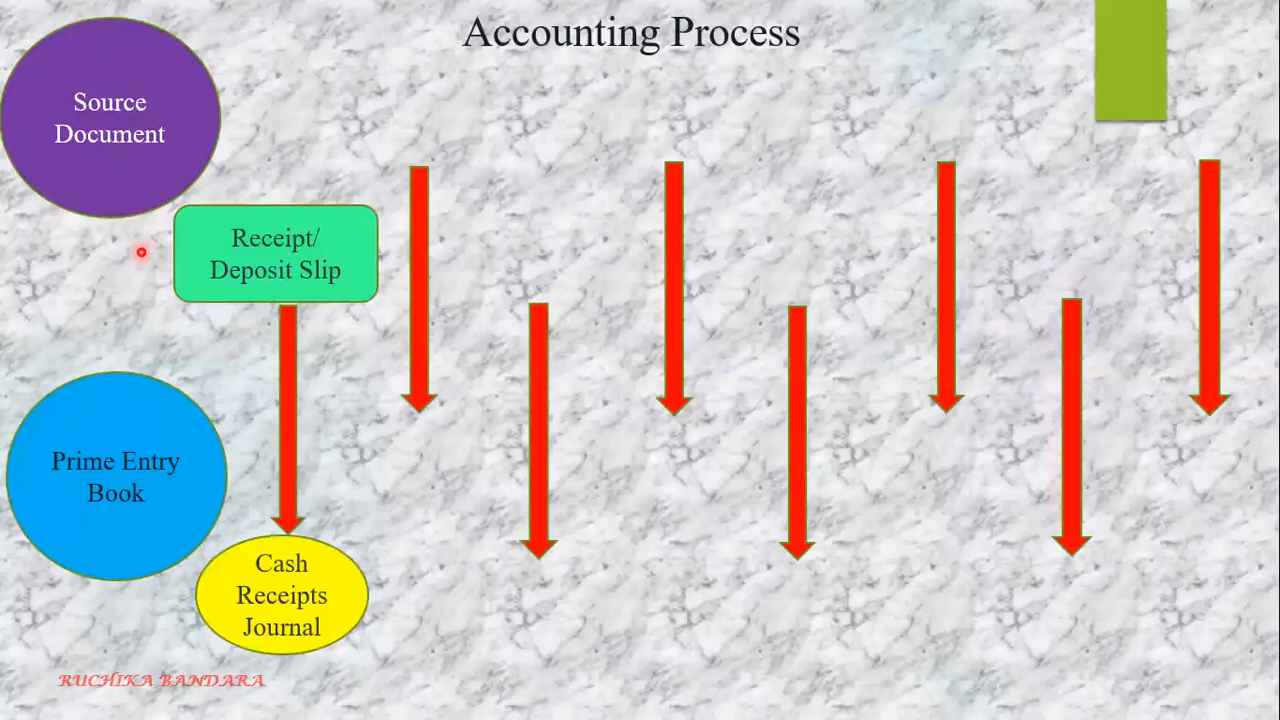 Accounting Process
Source
Document
Receipt/
Deposit Slip
Prime Entry
Book
Cash
Receipts
Journal
RUCHIKA BANDARA